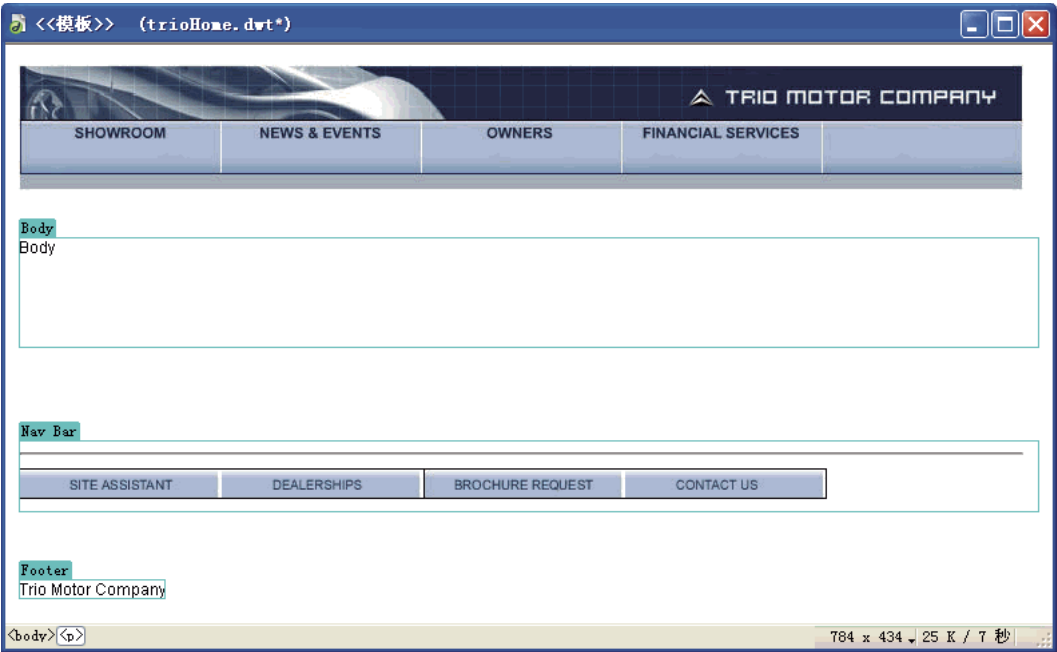 <<模板>> (trioHome.dwt*)
TRIO MOTOR COMPANY
SHOWROOM NEWS & EVENTS OWNERS FINANCIAL SERVICES
Body
Body
Nav Bar
SITE ASSISTANT DEALERSHIPS BROCHURE REQUEST CONTACT US
Footer
Trio Motor Company
<body><p> 784 x 434 25 K / 7 秒